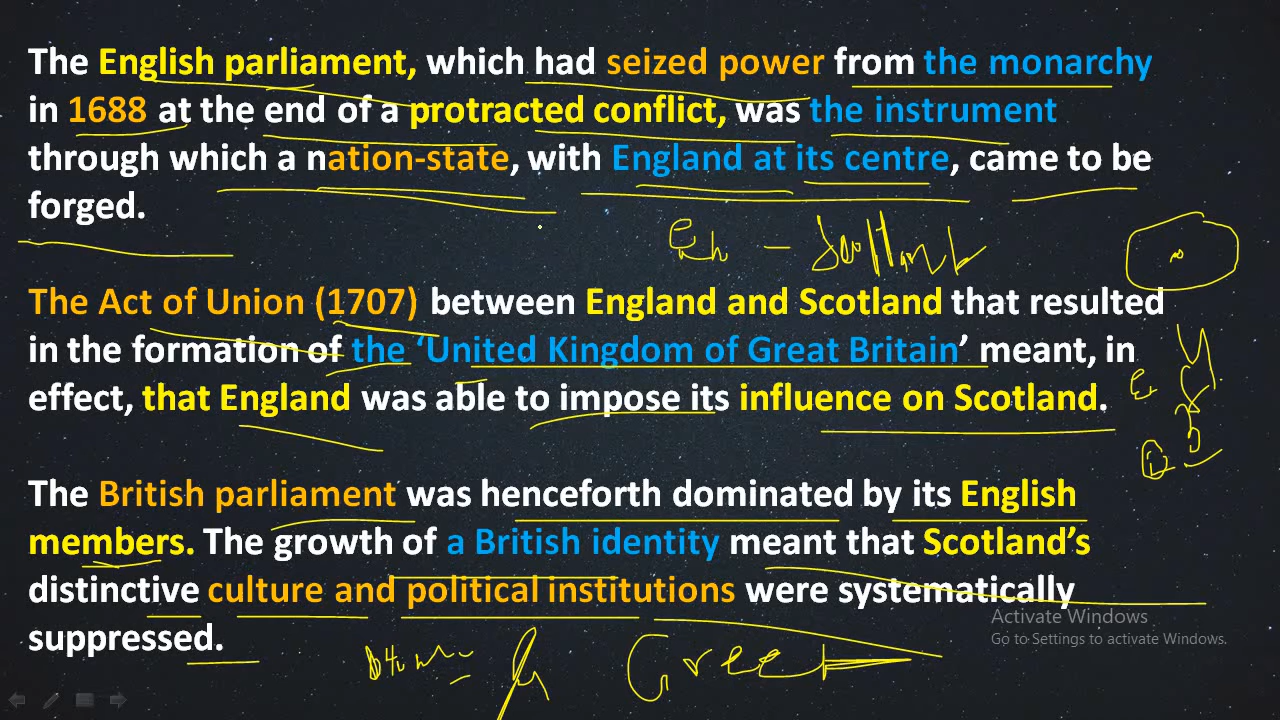 The English parliament, which had seized power from the monarchy
in 1688 at the end of a protracted conflict, was the instrument
through which a nation-state, with England at its centre, came to be
forged.
The Act of Union (1707) between England and Scotland that resulted
in the formation of the ‘United Kingdom of Great Britain’ meant, in
effect, that England was able to impose its influence on Scotland.
The British parliament was henceforth dominated by its English
members. The growth of a British identity meant that Scotland’s
distinctive culture and political institutions were systematically
suppressed.
Activate Windows
Go to Settings to activate Windows.